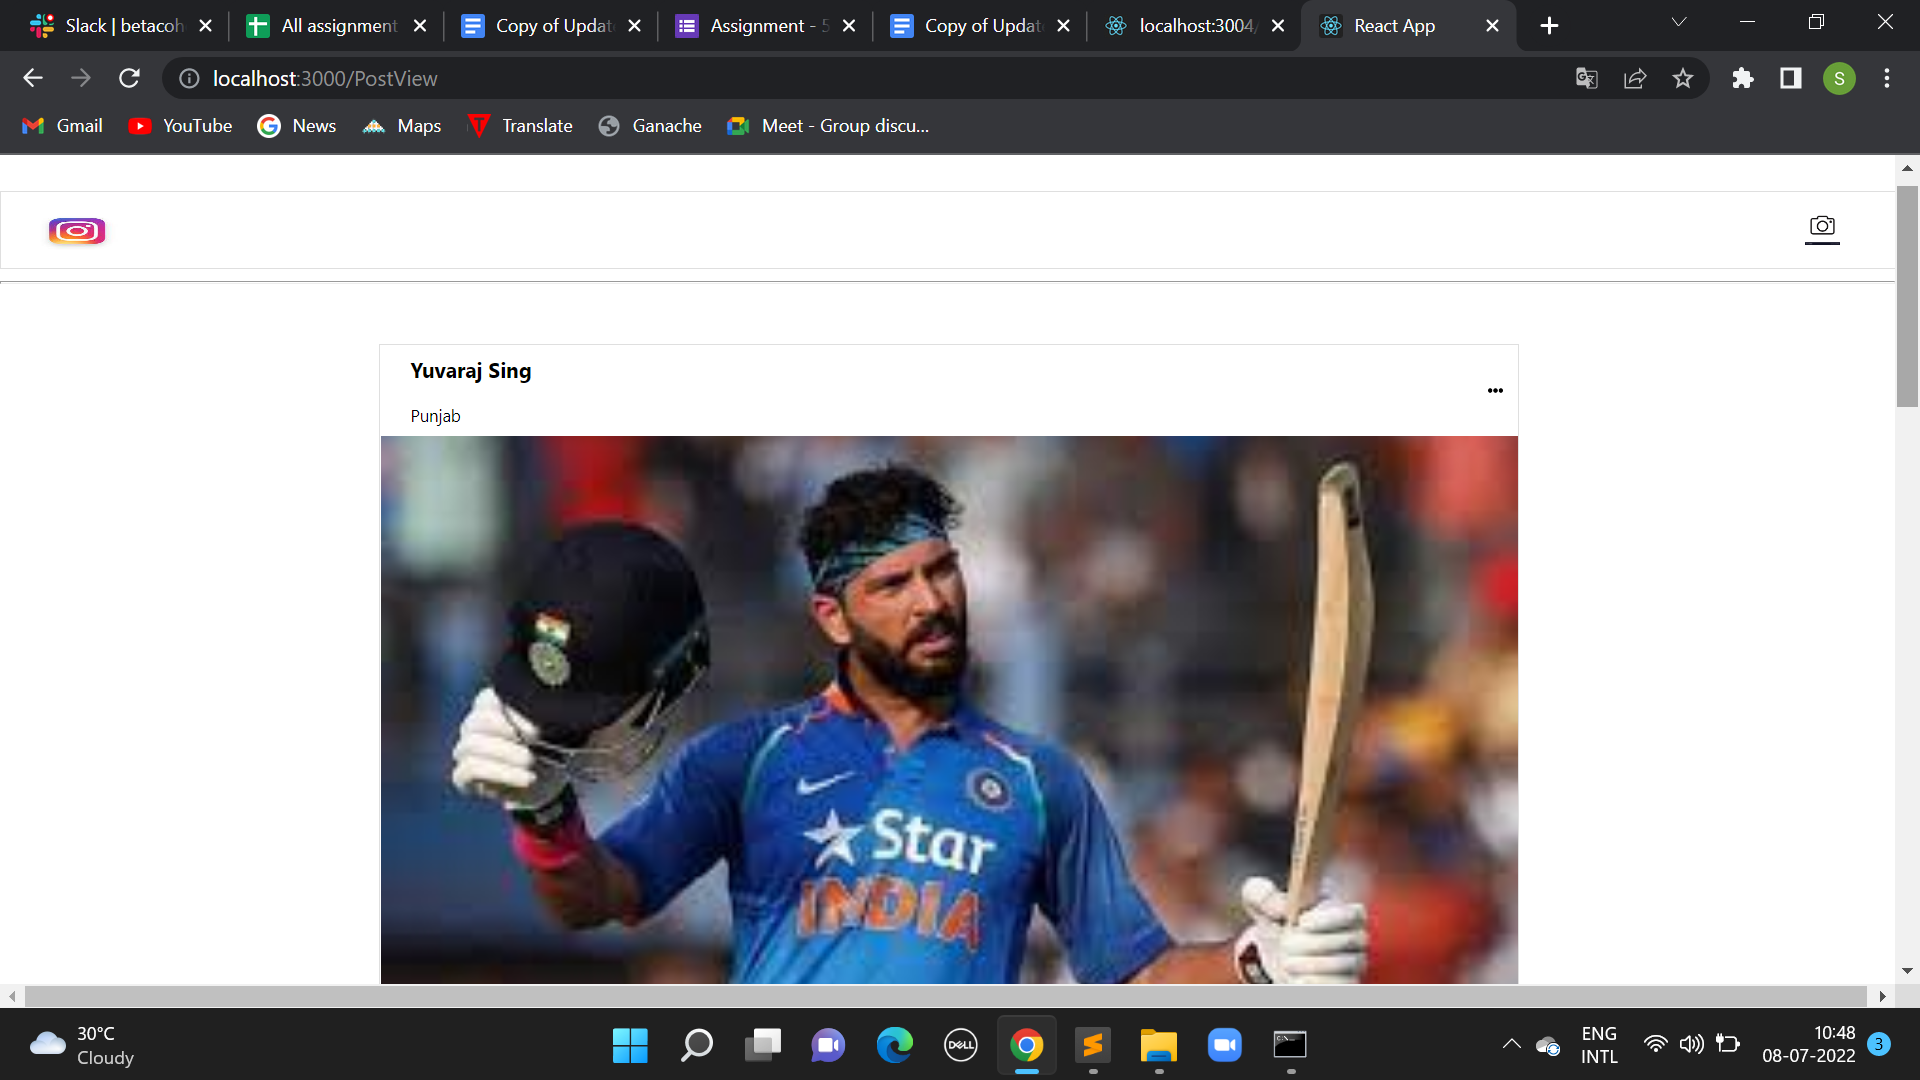 Slack | betacoh
All assignment
Copy of Updat
Assignment - 5
Copy of Updat
localhost:3004/
React App
localhost:3000/PostView
S
Gmail
YouTube
News
Maps
Translate
Ganache
Meet - Group discu...
Yuvaraj Sing
Punjab
Star
INDIA
30°C
Cloudy
DELL
ENG
INTL
10:48
08-07-2022
3